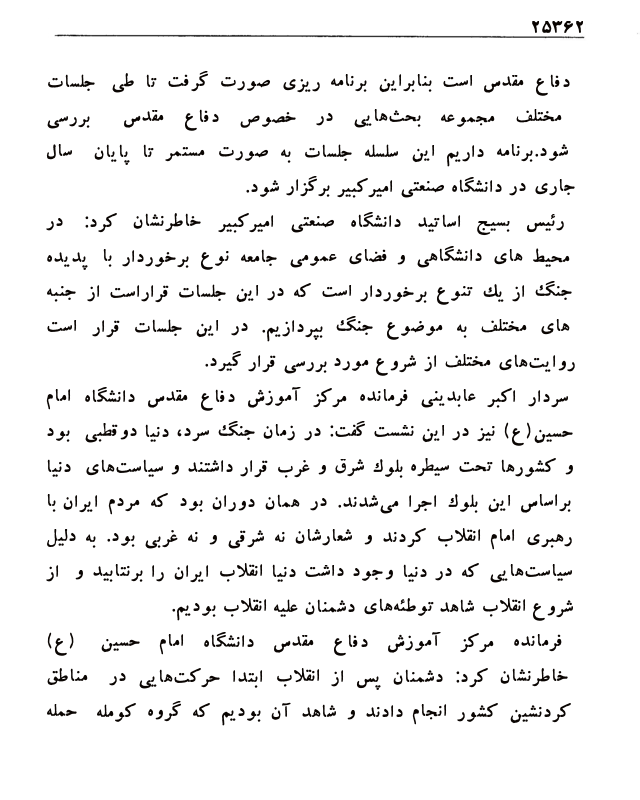 ۲۵۳۶۲
دفاع مقدس است بنابراین برنامه ریزی صورت گرفت تا طی جلسات
مختلف مجموعه بحث‌هایی در خصوص دفاع مقدس بررسی
شود.برنامه داریم این سلسله جلسات به صورت مستمر تا پایان سال
جاری در دانشگاه صنعتی امیرکبیر برگزار شود.
رئیس بسیج اساتید دانشگاه صنعتی امیرکبیر خاطرنشان کرد: در
محیط های دانشگاهی و فضای عمومی جامعه نوع برخوردار با پدیده
جنگ از یك تنوع برخوردار است که در این جلسات قراراست از جنبه
های مختلف به موضوع جنگ بپردازیم. در این جلسات قرار است
روایت‌های مختلف از شروع مورد بررسی قرار گیرد.
سردار اکبر عابدینی فرمانده مرکز آموزش دفاع مقدس دانشگاه امام
حسین(ع) نیز در این نشست گفت: در زمان جنگ سرد، دنیا دوقطبی بود
و کشورها تحت سیطره بلوك شرق و غرب قرار داشتند و سیاست‌های دنیا
براساس این بلوك اجرا می‌شدند. در همان دوران بود که مردم ایران با
رهبری امام انقلاب کردند و شعارشان نه شرقی و نه غربی بود. به دلیل
سیاست‌هایی که در دنیا وجود داشت دنیا انقلاب ایران را برنتابید و از
شروع انقلاب شاهد توطئه‌های دشمنان علیه انقلاب بودیم.
فرمانده مرکز آموزش دفاع مقدس دانشگاه امام حسین (ع)
خاطرنشان کرد: دشمنان پس از انقلاب ابتدا حرکت‌هایی در مناطق
کردنشین کشور انجام دادند و شاهد آن بودیم که گروه کومله حمله